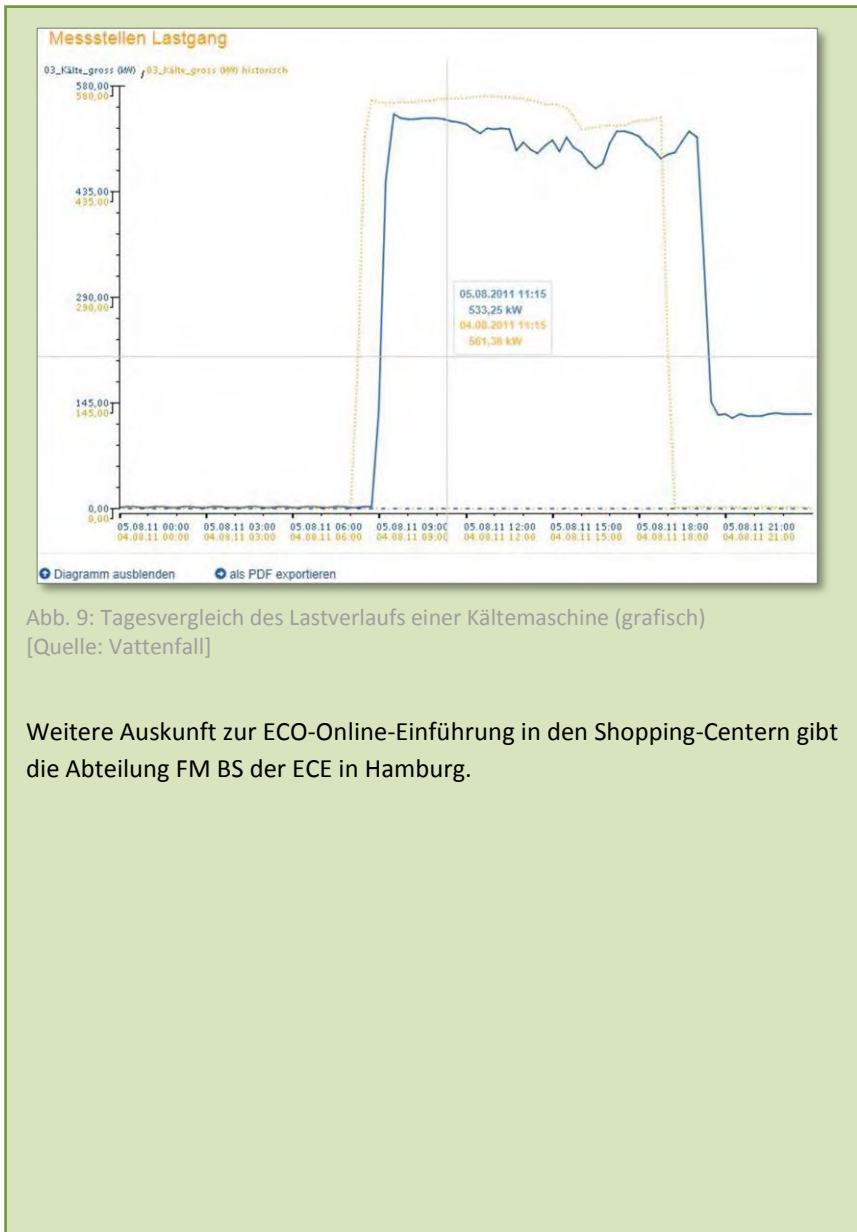 Messstellen Lastgang
03_Kälte_gross (kW) / 03_Kälte_gross (kW) historisch
580,00
580,00
435,00
435,00
290,00
290,00
145,00
145,00
0,00
0,00
05.08.2011 11:15
533,25 kW
04.08.2011 11:15
561,38 kW
05.08.11 00:00 05.08.11 03:00 05.08.11 06:00 05.08.11 09:00 05.08.11 12:00 05.08.11 15:00 05.08.11 18:00 05.08.11 21:00
04.08.11 00:00 04.08.11 03:00 04.08.11 06:00 04.08.11 09:00 04.08.11 12:00 04.08.11 15:00 04.08.11 18:00 04.08.11 21:00
Diagramm ausblenden als PDF exportieren
Abb. 9: Tagesvergleich des Lastverlaufs einer Kältemaschine (grafisch)
[Quelle: Vattenfall]
Weitere Auskunft zur ECO-Online-Einführung in den Shopping-Centern gibt
die Abteilung FM BS der ECE in Hamburg.